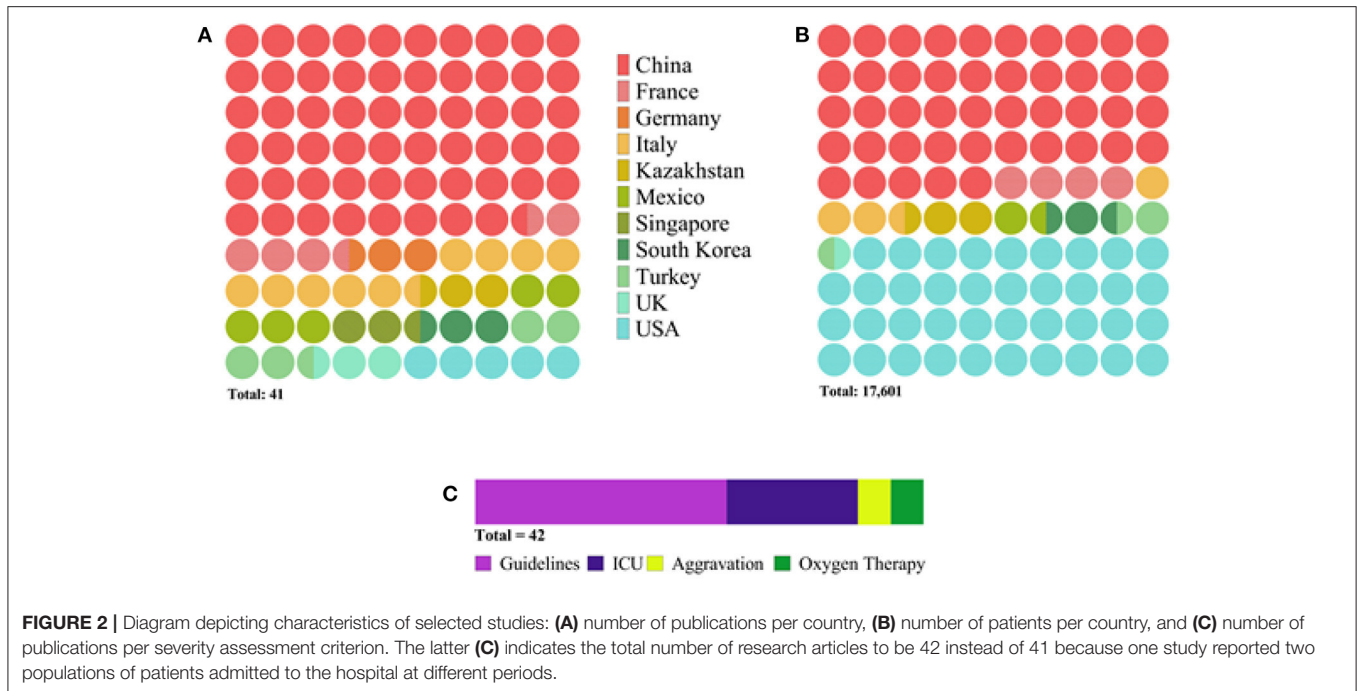 A
B
China
France
Germany
Italy
Kazakhstan
Mexico
Singapore
South Korea
Turkey
UK
USA
Total: 41
Total: 17,601
C
Total = 42
Guidelines ICU Aggravation Oxygen Therapy
FIGURE 2 | Diagram depicting characteristics of selected studies: (A) number of publications per country, (B) number of patients per country, and (C) number of
publications per severity assessment criterion. The latter (C) indicates the total number of research articles to be 42 instead of 41 because one study reported two
populations of patients admitted to the hospital at different periods.